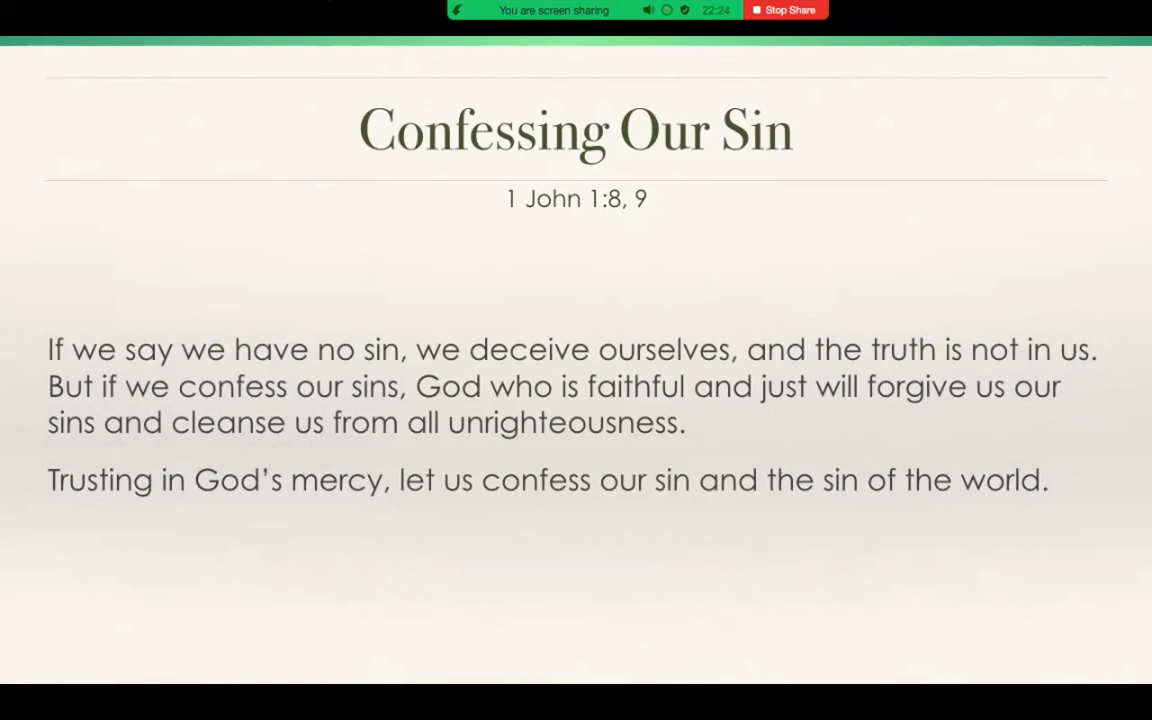 You are screen sharing
22:24
Stop Share
Confessing Our Sin
1 John 1:8, 9
If we say we have no sin, we deceive ourselves, and the truth is not in us.
But if we confess our sins, God who is faithful and just will forgive us our
sins and cleanse us from all unrighteousness.
Trusting in God’s mercy, let us confess our sin and the sin of the world.